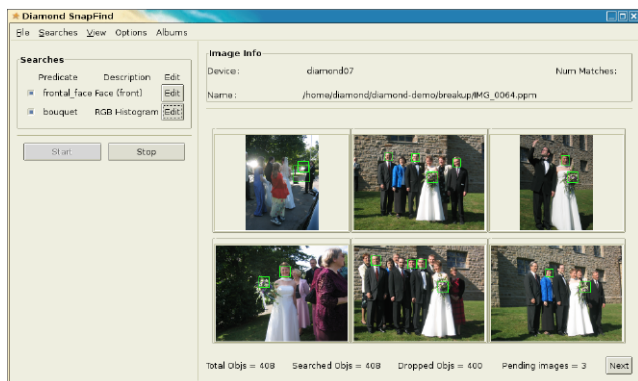 Diamond SnapFind
File Searches View Options Albums
Searches
Predicate Description Edit
frontal_face Face (front) Edit
bouquet RGB Histogram Edit
Start Stop
Image Info
Device: diamond07 Num Matches:
Name: /home/diamond/diamond-demo/breakup/IMG_0064.ppm
Total Objs = 408 Searched Objs = 408 Dropped Objs = 400 Pending images = 3 Next